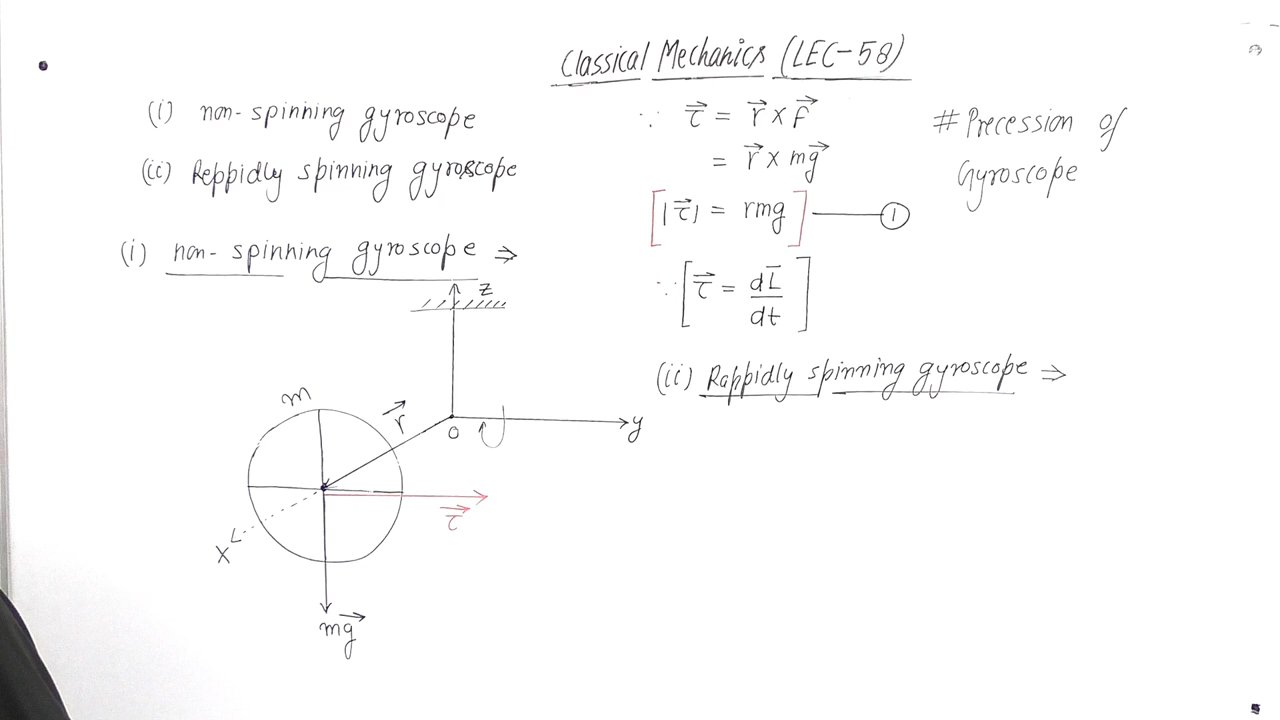 Classical Mechanics (LEC-58)
(i) non-spinning gyroscope
(ii) Reppidly spinning gyroscope
(i) non-spinning gyroscope ⇒
z
m
r⃗
O
y
τ⃗
X
mg⃗
∵ τ⃗ = r⃗ × F⃗
= r⃗ × mg⃗
[|τ⃗| = rmg] —— ①
∵ [τ⃗ = dL̄/dt]
(ii) Rappidly spinning gyroscope ⇒
# Precession of
Gyroscope